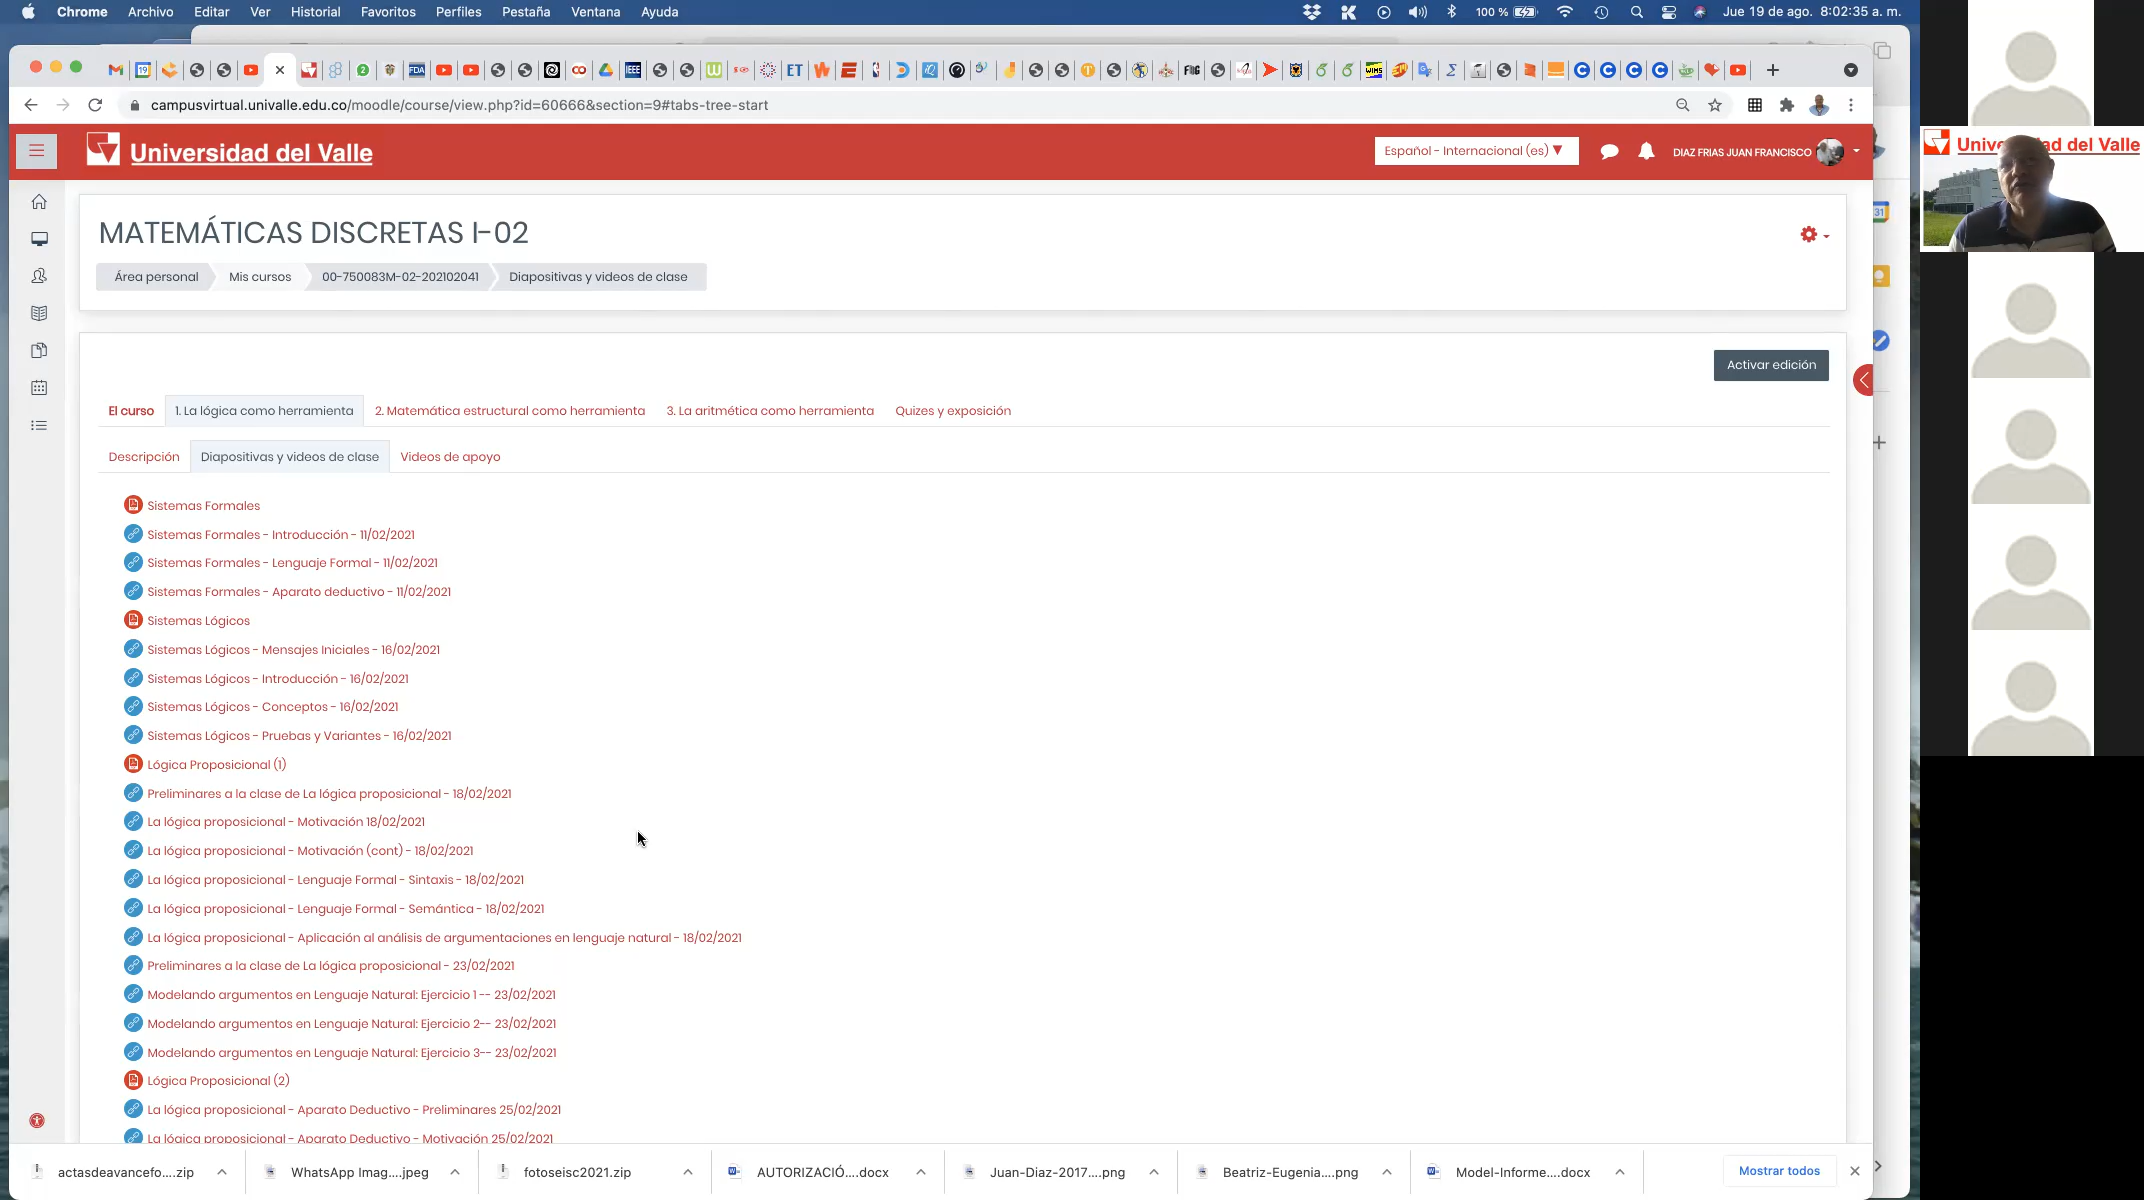 Chrome Archivo Editar Ver Historial Favoritos Perfiles Pestaña Ventana Ayuda 100 % Jue 19 de ago. 8:02:35 a. m.
campusvirtual.univalle.edu.co/moodle/course/view.php?id=60666&section=9#tabs-tree-start
Universidad del Valle Español - Internacional (es) ▼ DIAZ FRIAS JUAN FRANCISCO
MATEMÁTICAS DISCRETAS I-02
Área personal Mis cursos 00-750083M-02-202102041 Diapositivas y videos de clase
Activar edición
El curso 1. La lógica como herramienta 2. Matemática estructural como herramienta 3. La aritmética como herramienta Quizes y exposición
Descripción Diapositivas y videos de clase Videos de apoyo
Sistemas Formales
Sistemas Formales - Introducción - 11/02/2021
Sistemas Formales - Lenguaje Formal - 11/02/2021
Sistemas Formales - Aparato deductivo - 11/02/2021
Sistemas Lógicos
Sistemas Lógicos - Mensajes Iniciales - 16/02/2021
Sistemas Lógicos - Introducción - 16/02/2021
Sistemas Lógicos - Conceptos - 16/02/2021
Sistemas Lógicos - Pruebas y Variantes - 16/02/2021
Lógica Proposicional (1)
Preliminares a la clase de La lógica proposicional - 18/02/2021
La lógica proposicional - Motivación 18/02/2021
La lógica proposicional - Motivación (cont) - 18/02/2021
La lógica proposicional - Lenguaje Formal - Sintaxis - 18/02/2021
La lógica proposicional - Lenguaje Formal - Semántica - 18/02/2021
La lógica proposicional - Aplicación al análisis de argumentaciones en lenguaje natural - 18/02/2021
Preliminares a la clase de La lógica proposicional - 23/02/2021
Modelando argumentos en Lenguaje Natural: Ejercicio 1 -- 23/02/2021
Modelando argumentos en Lenguaje Natural: Ejercicio 2-- 23/02/2021
Modelando argumentos en Lenguaje Natural: Ejercicio 3-- 23/02/2021
Lógica Proposicional (2)
La lógica proposicional - Aparato Deductivo - Preliminares 25/02/2021
La lógica proposicional - Aparato Deductivo - Motivación 25/02/2021
actasdeavancefo....zip WhatsApp Imag....jpeg fotoseisc2021.zip AUTORIZACIÓ....docx Juan-Diaz-2017....png Beatriz-Eugenia....png Model-Informe....docx Mostrar todos